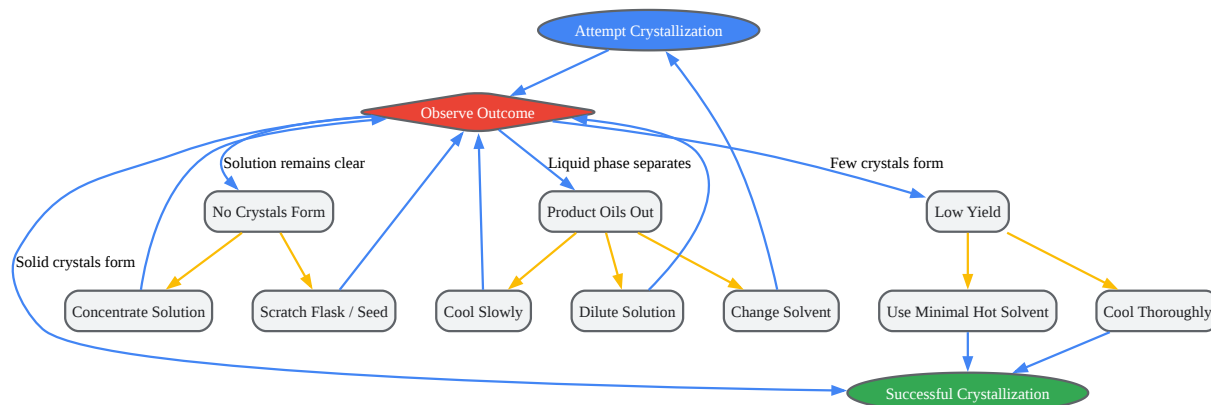 Attempt Crystallization
Observe Outcome
Solution remains clear
Liquid phase separates
Few crystals form
No Crystals Form
Product Oils Out
Low Yield
Solid crystals form
Concentrate Solution
Scratch Flask / Seed
Cool Slowly
Dilute Solution
Change Solvent
Use Minimal Hot Solvent
Cool Thoroughly
Successful Crystallization